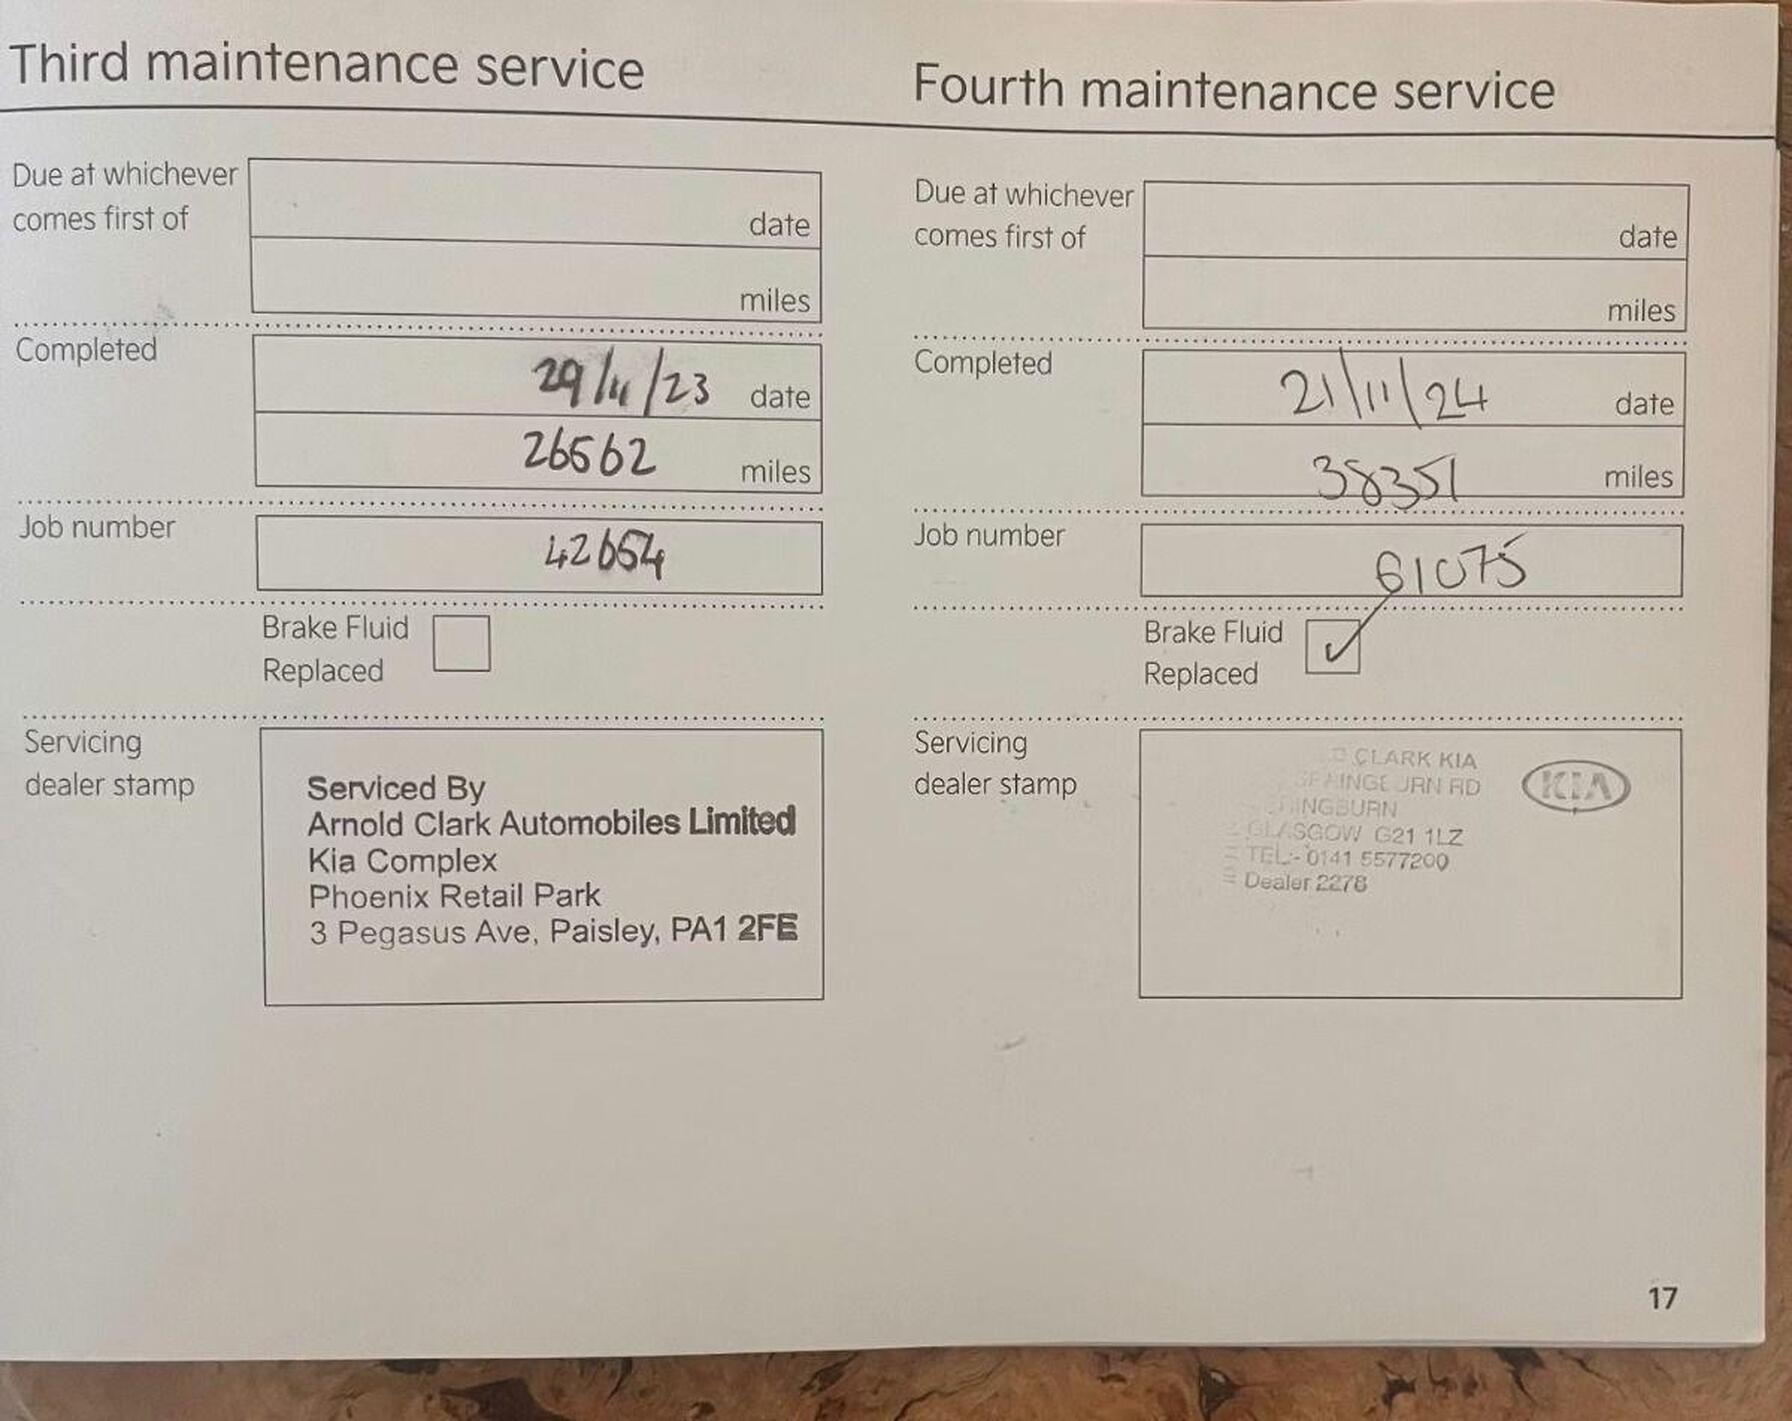 Third maintenance service
Due at whichever
comes first of
date
miles
Completed
29/11/23 date
26562 miles
Job number
42654
Brake Fluid
Replaced
Servicing
dealer stamp
Serviced By
Arnold Clark Automobiles Limited
Kia Complex
Phoenix Retail Park
3 Pegasus Ave, Paisley, PA1 2FE
Fourth maintenance service
Due at whichever
comes first of
date
miles
Completed
21/11/24 date
38351 miles
Job number
61075
Brake Fluid
Replaced
Servicing
dealer stamp
CLARK KIA
RD
GLASGOW G21 1LZ
TEL:- 0141 5577200
Dealer 2278
KIA
17